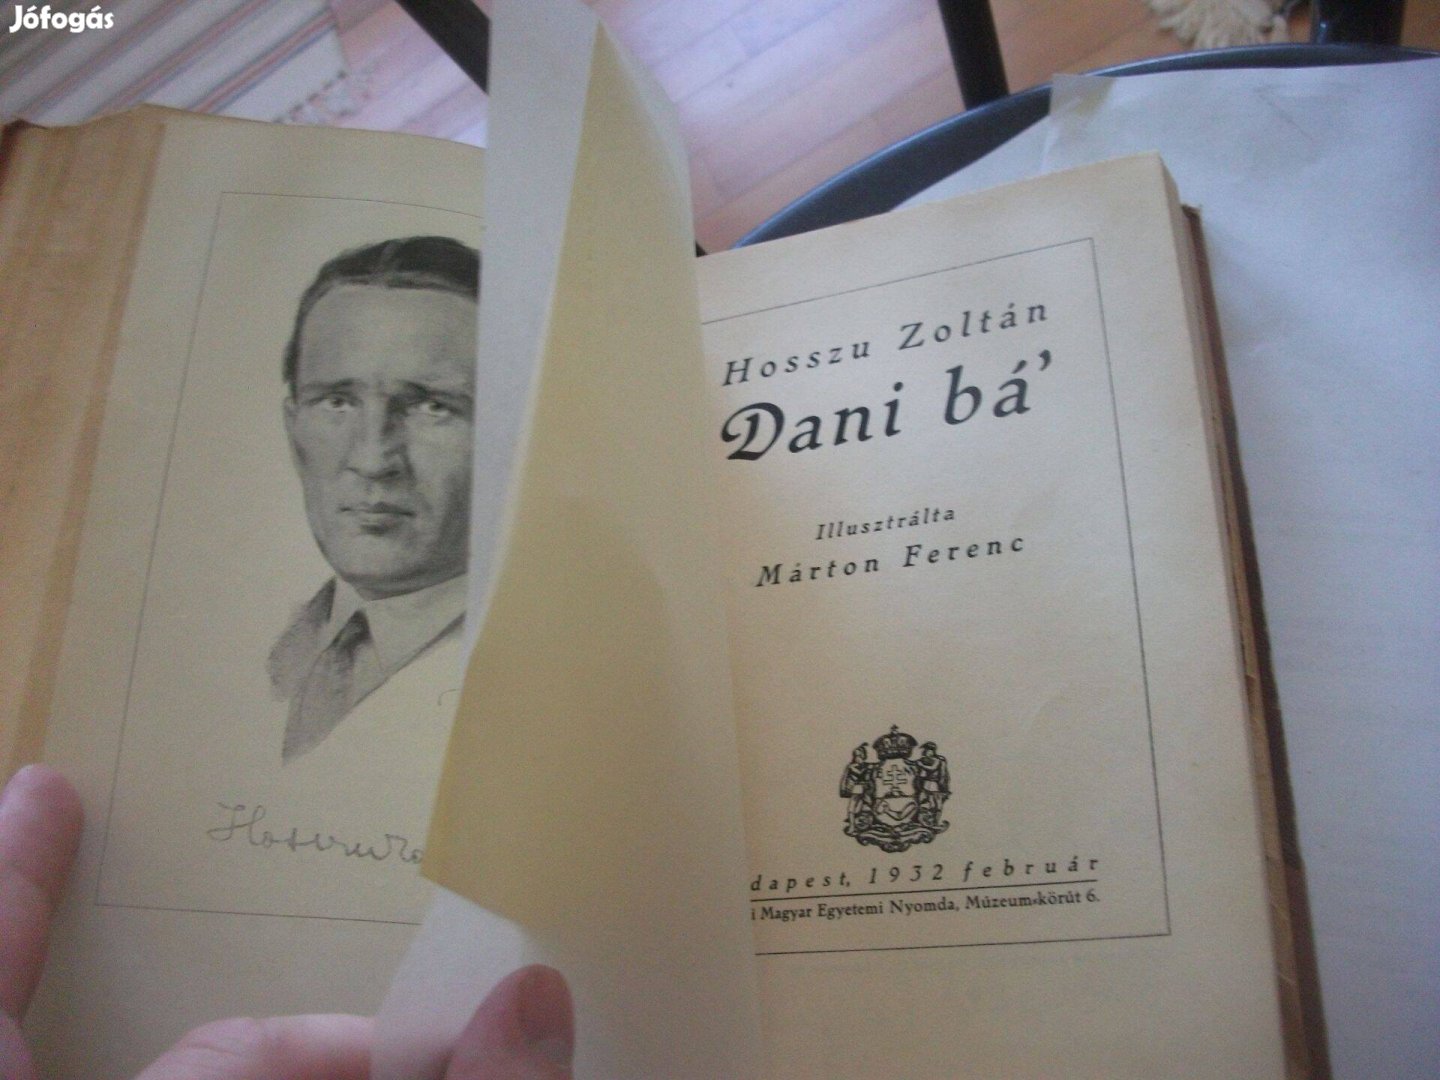 Jófogás
Hosszu Zoltán
Dani bá'
Illusztrálta
Márton Ferenc
dapest, 1932 február
i Magyar Egyetemi Nyomda, Múzeum-körút 6.